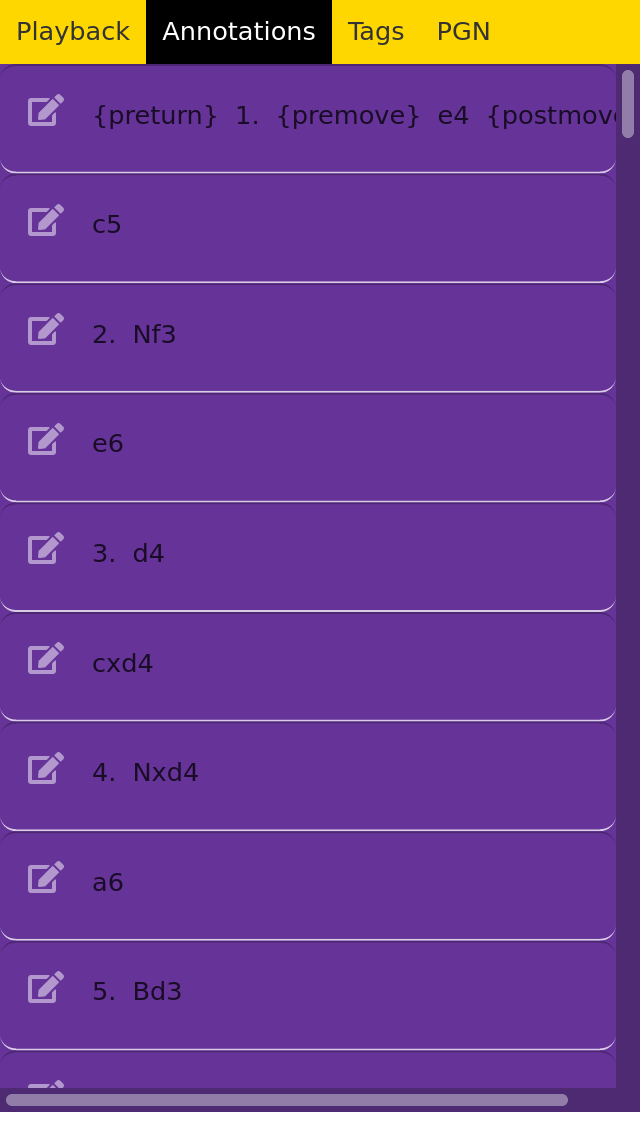 Playback Annotations Tags PGN
{preturn} 1. {premove} e4 {postmov
c5
2. Nf3
e6
3. d4
cxd4
4. Nxd4
a6
5. Bd3